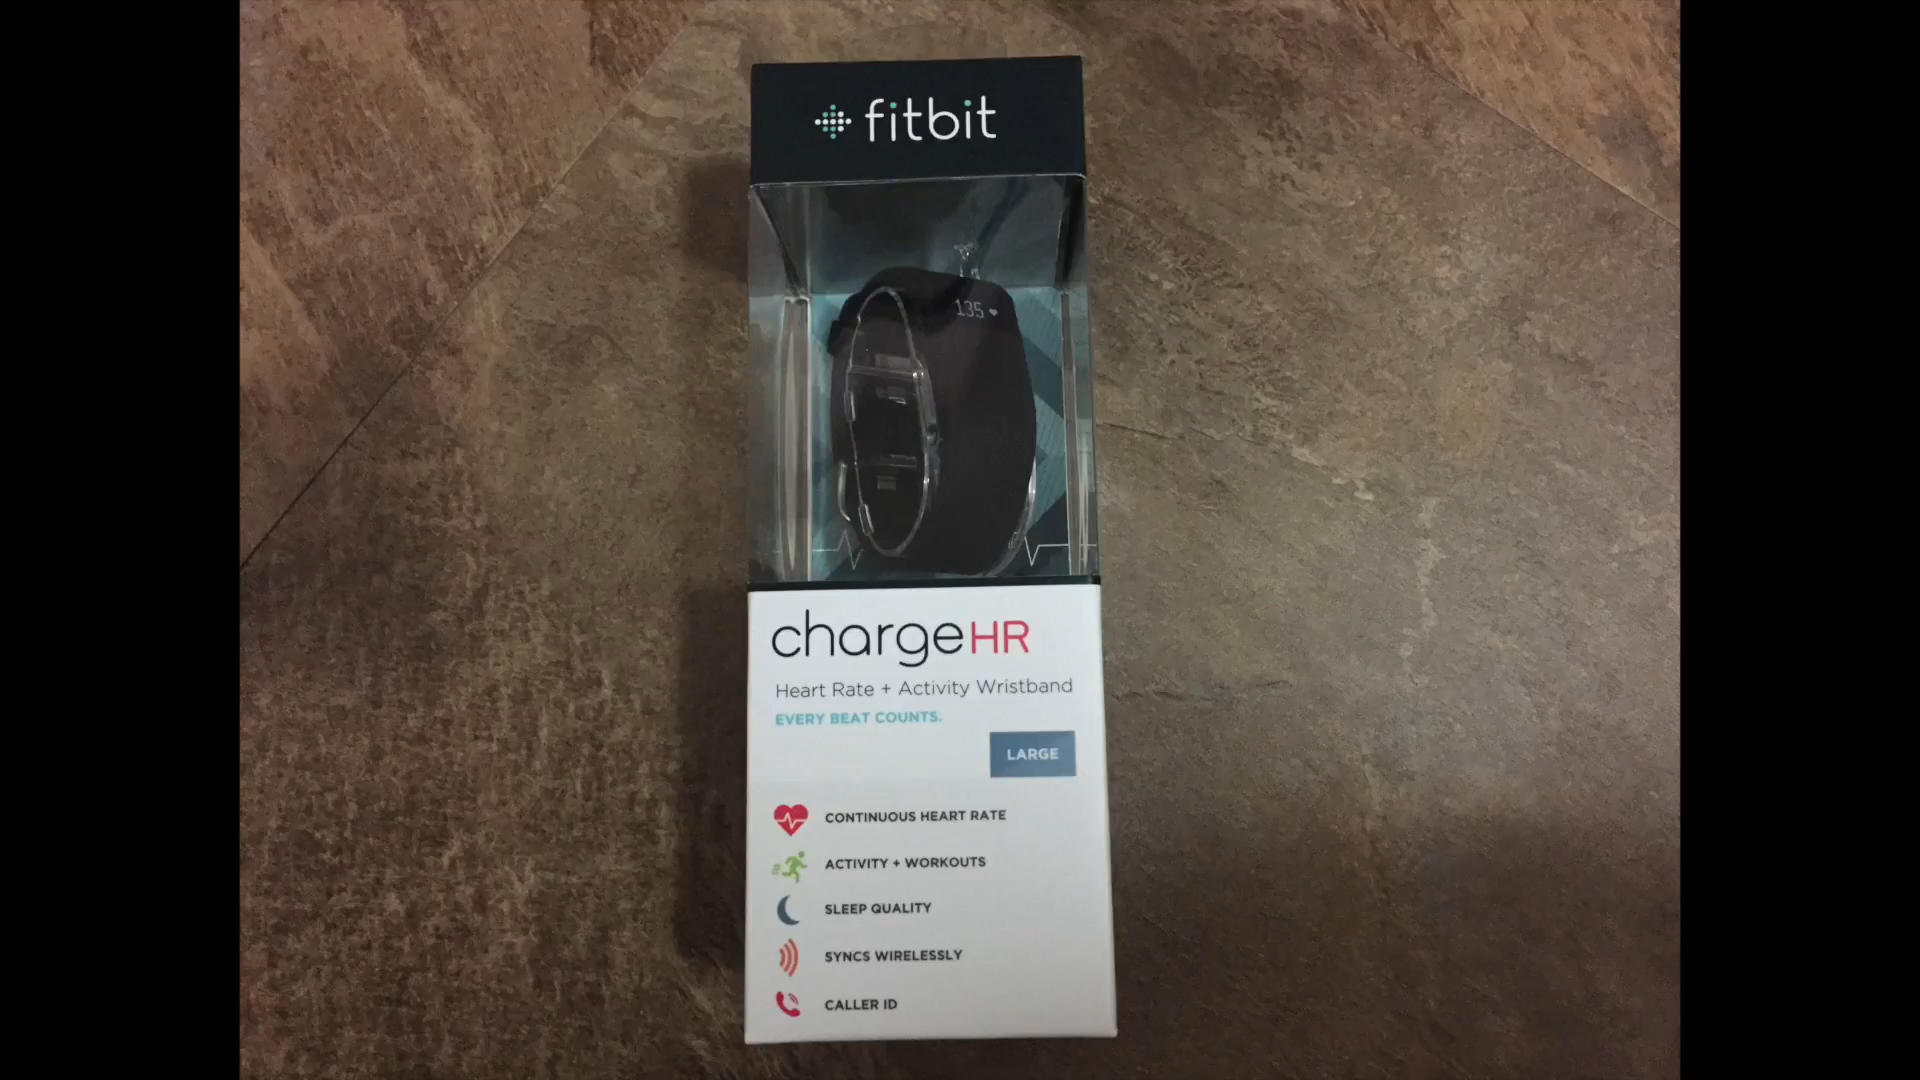 fitbit
135
chargeHR
Heart Rate + Activity Wristband
EVERY BEAT COUNTS.
LARGE
CONTINUOUS HEART RATE
ACTIVITY + WORKOUTS
SLEEP QUALITY
SYNCS WIRELESSLY
CALLER ID